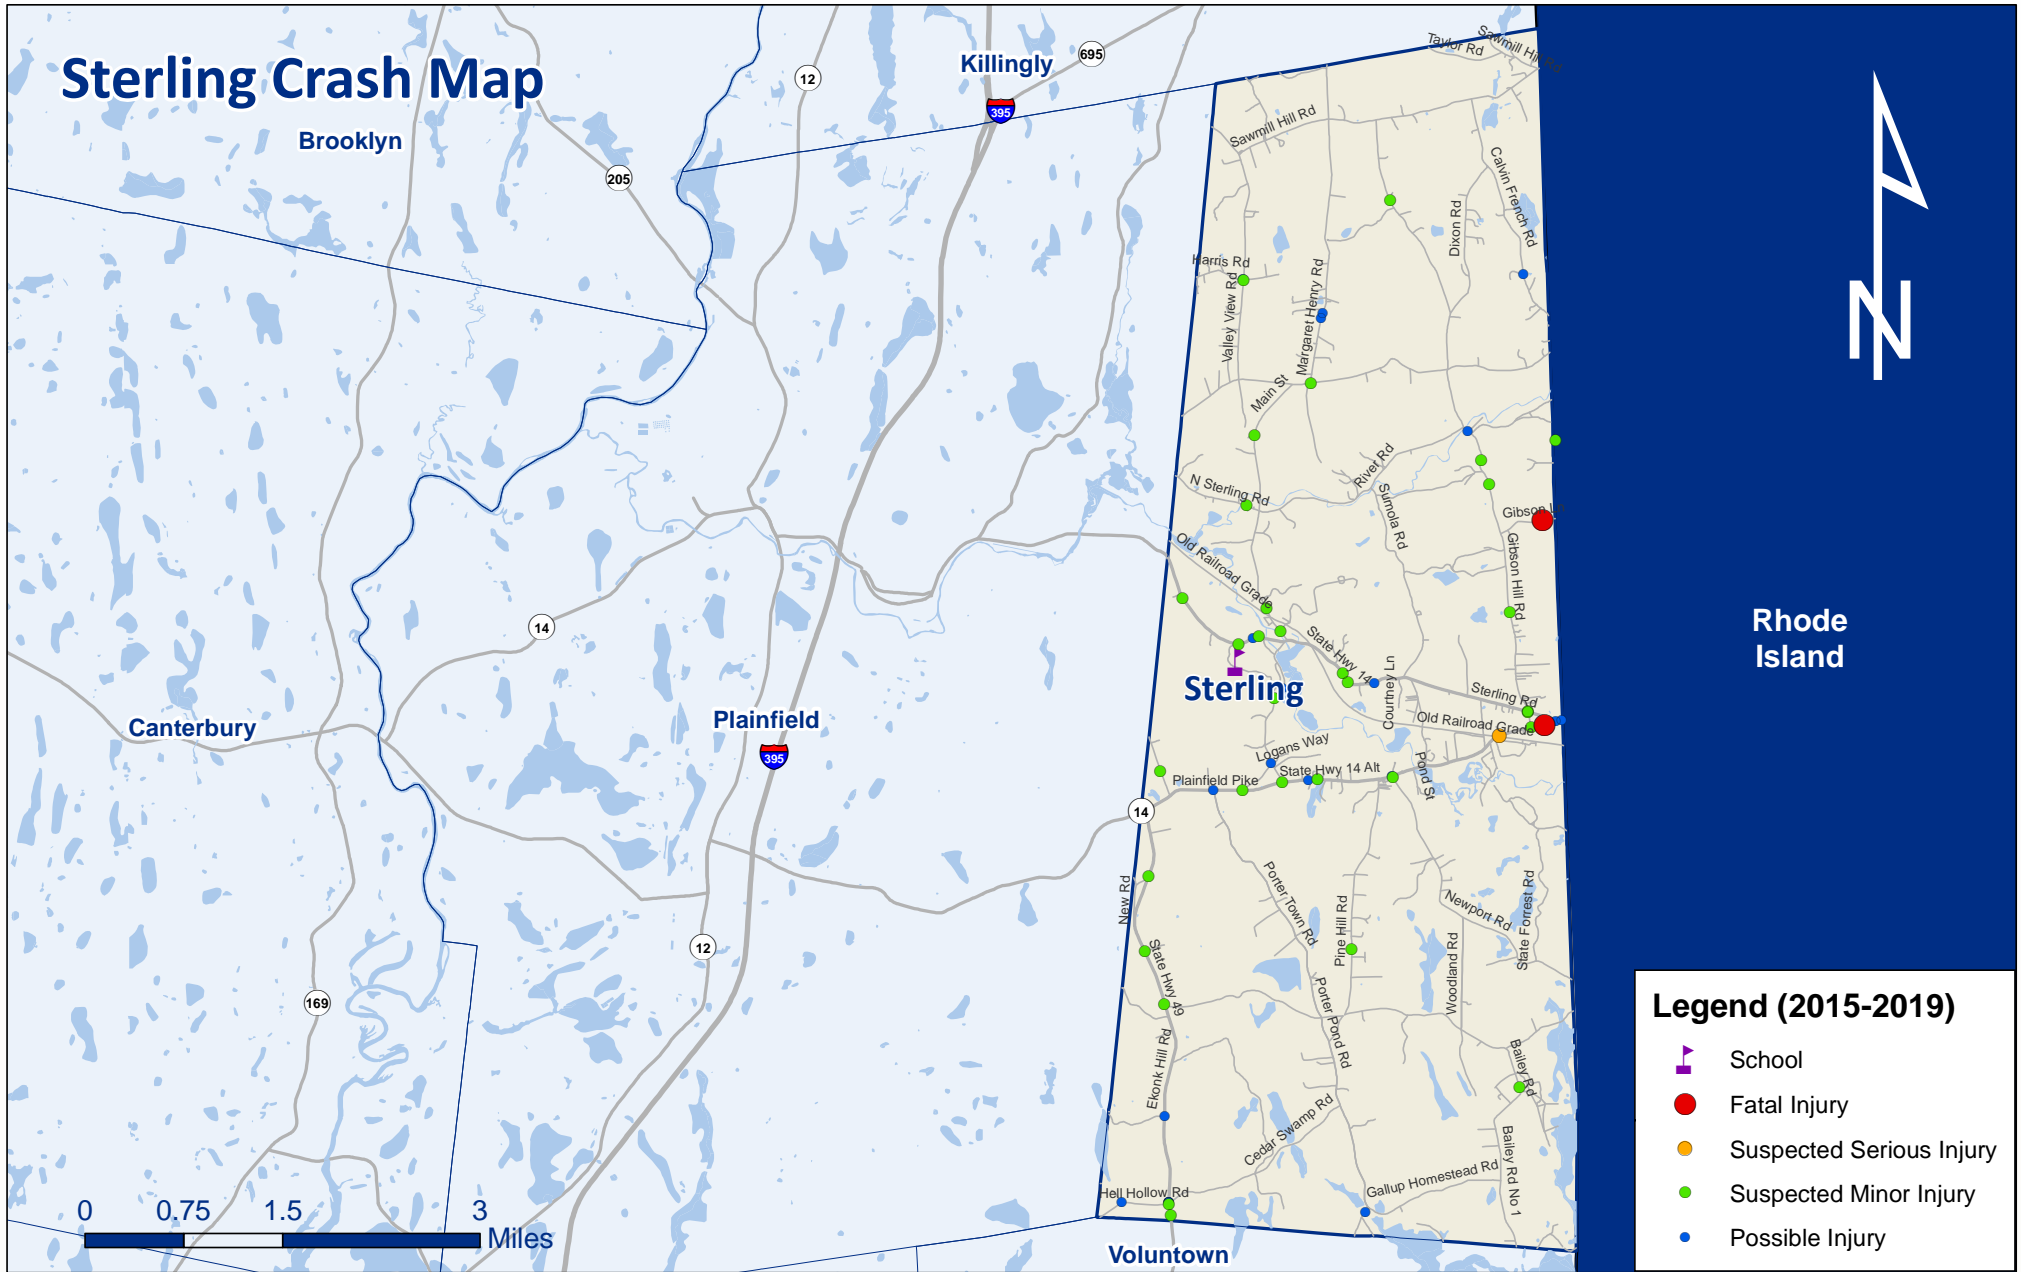 Sterling Crash Map
Killingly
695
12
395
Brooklyn
205
Taylor Rd
Sawmill Hill Rd
Sawmill Hill Rd
Calvin French Rd
Dixon Rd
Harris Rd
Valley View Rd
Margaret Henry Rd
Main St
River Rd
N Sterling Rd
Sumola Rd
Gibson Ln
Gibson Hill Rd
Old Railroad Grade
State Hwy 14
Courtney Ln
Sterling Rd
Old Railroad Grade
Sterling
Logans Way
State Hwy 14 Alt
Plainfield Pike
Pond St
14
14
Canterbury
Plainfield
395
12
169
New Rd
State Hwy 49
Ekonk Hill Rd
Porter Town Rd
Pine Hill Rd
Porter Pond Rd
Newport Rd
Woodland Rd
State Forrest Rd
Bailey Rd
Bailey Rd No 1
Cedar Swamp Rd
Gallup Homestead Rd
Hell Hollow Rd
Voluntown
Rhode
Island
N
0 0.75 1.5 3
Miles
Legend (2015-2019)
School
Fatal Injury
Suspected Serious Injury
Suspected Minor Injury
Possible Injury